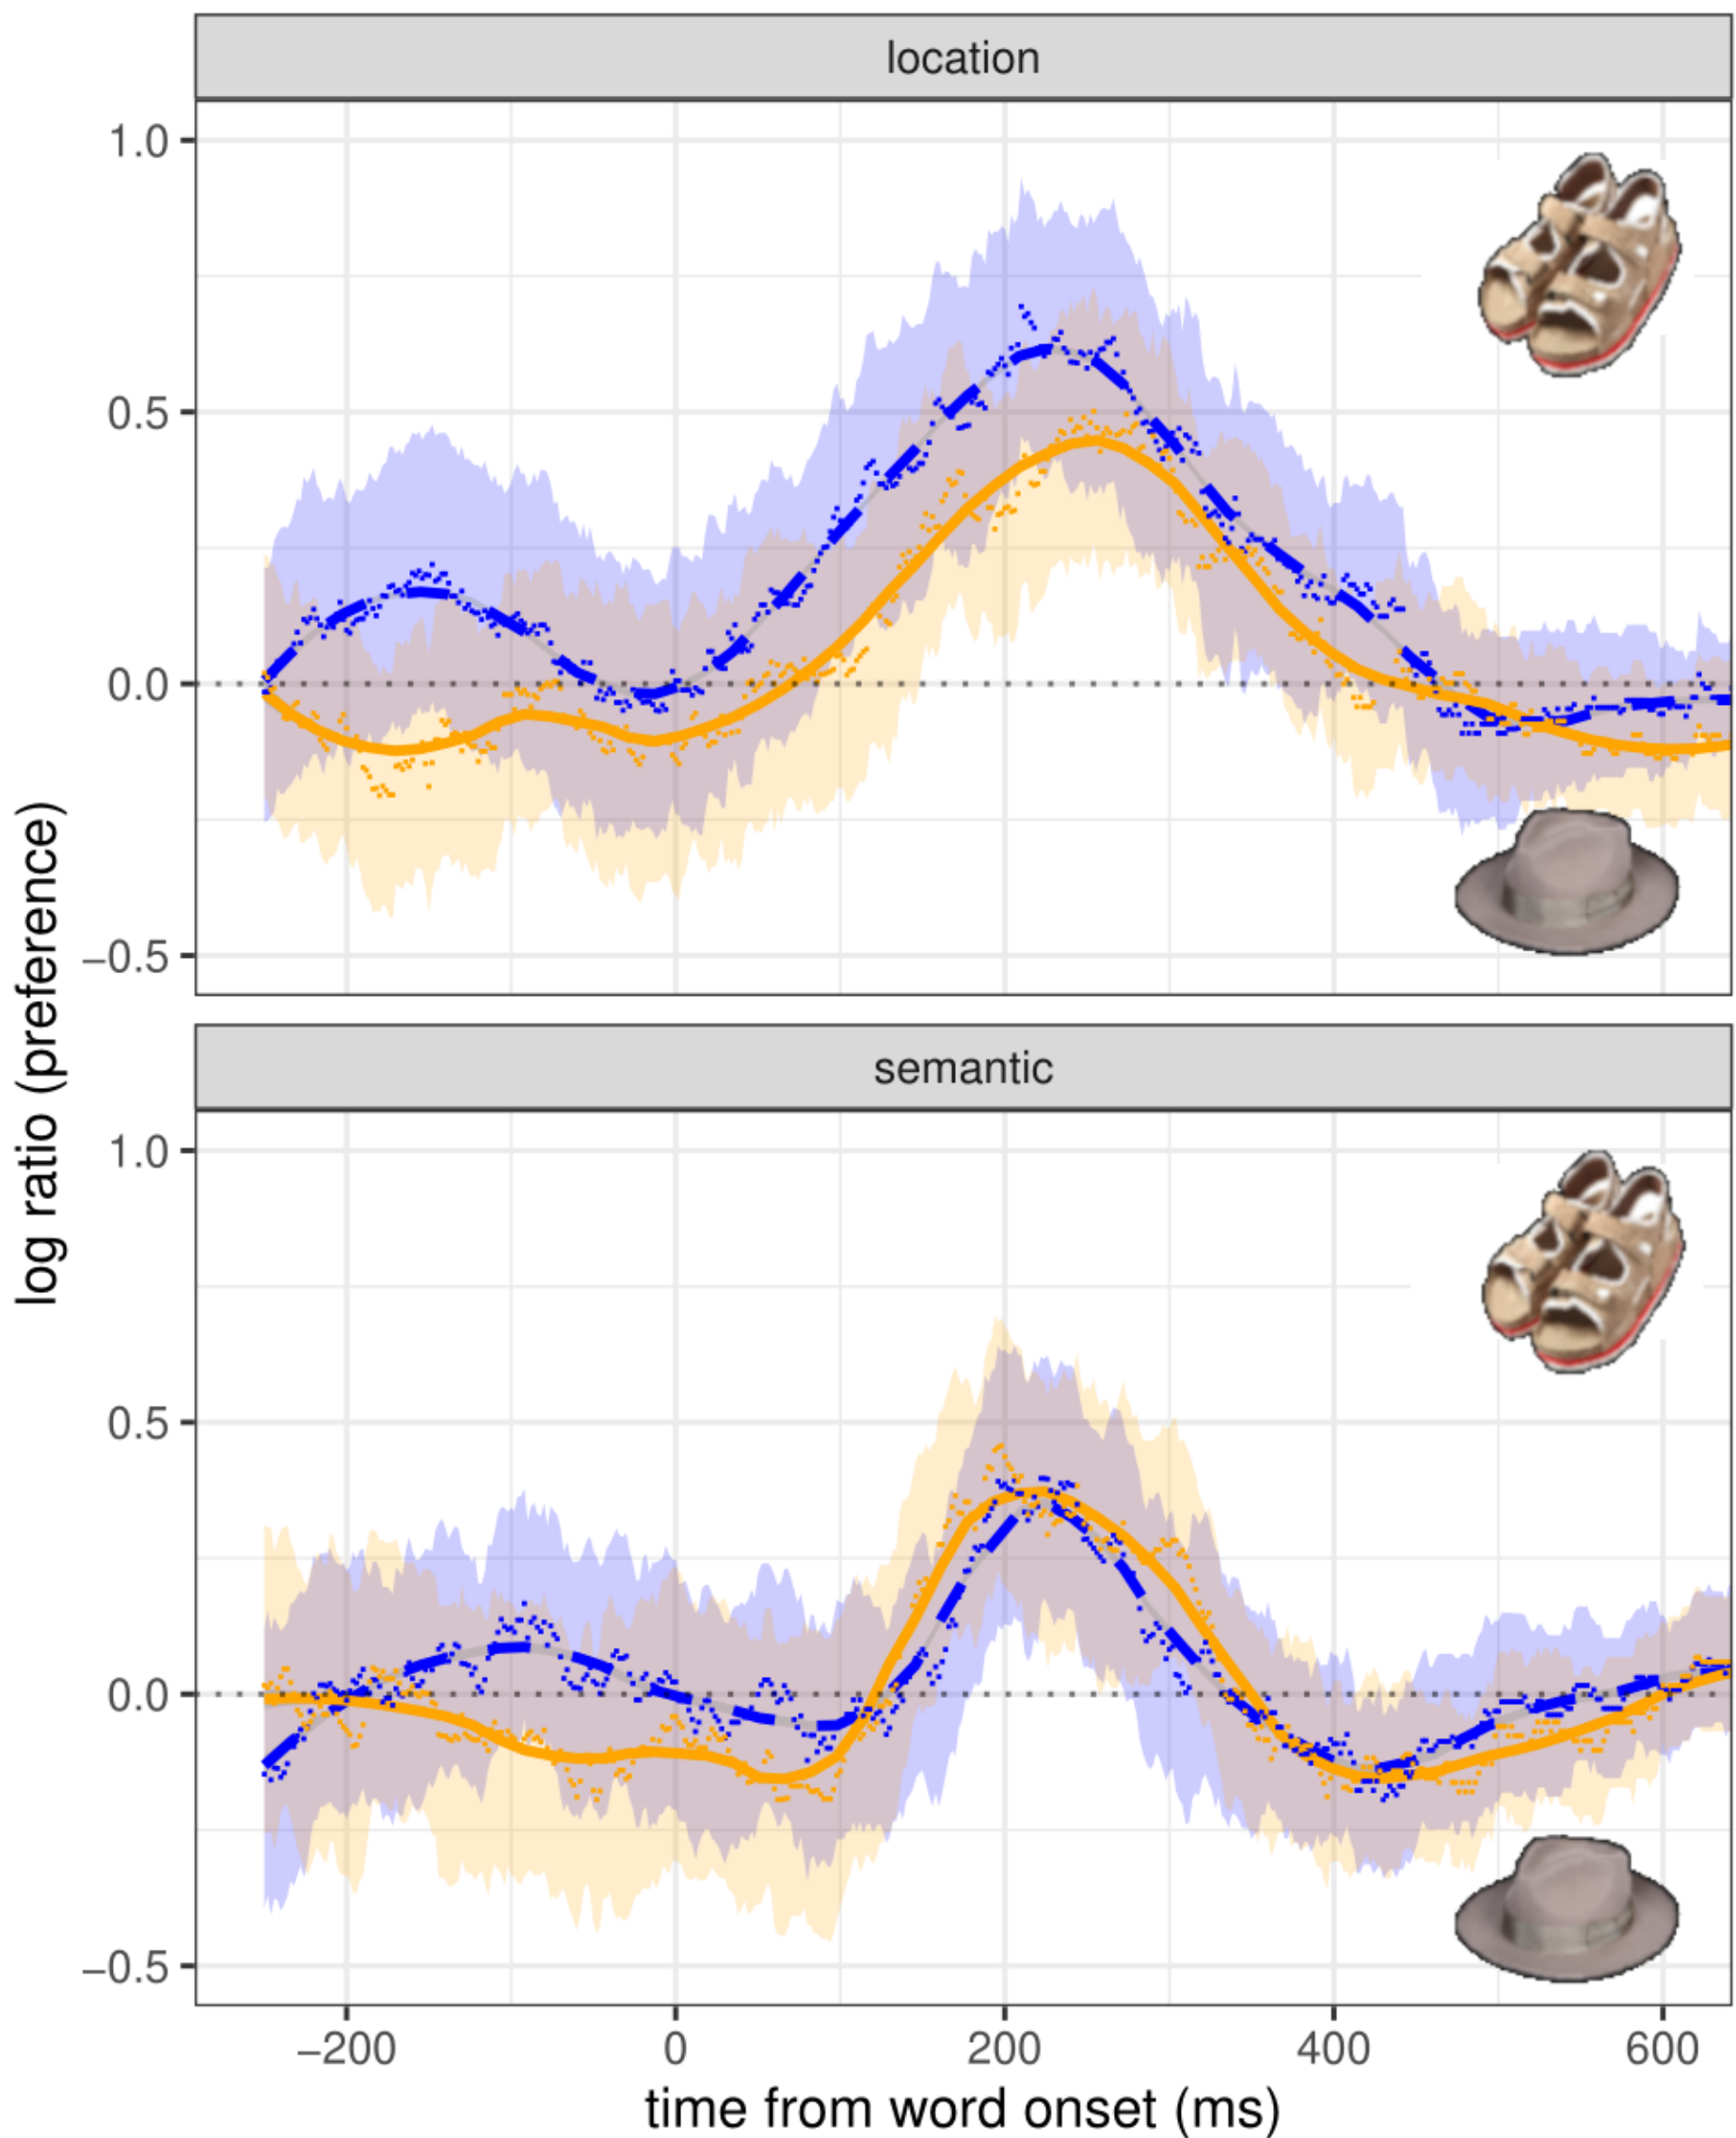 location
1.0
0.5
0.0
−0.5
log ratio (preference)
semantic
1.0
0.5
0.0
−0.5
−200 0 200 400 600
time from word onset (ms)